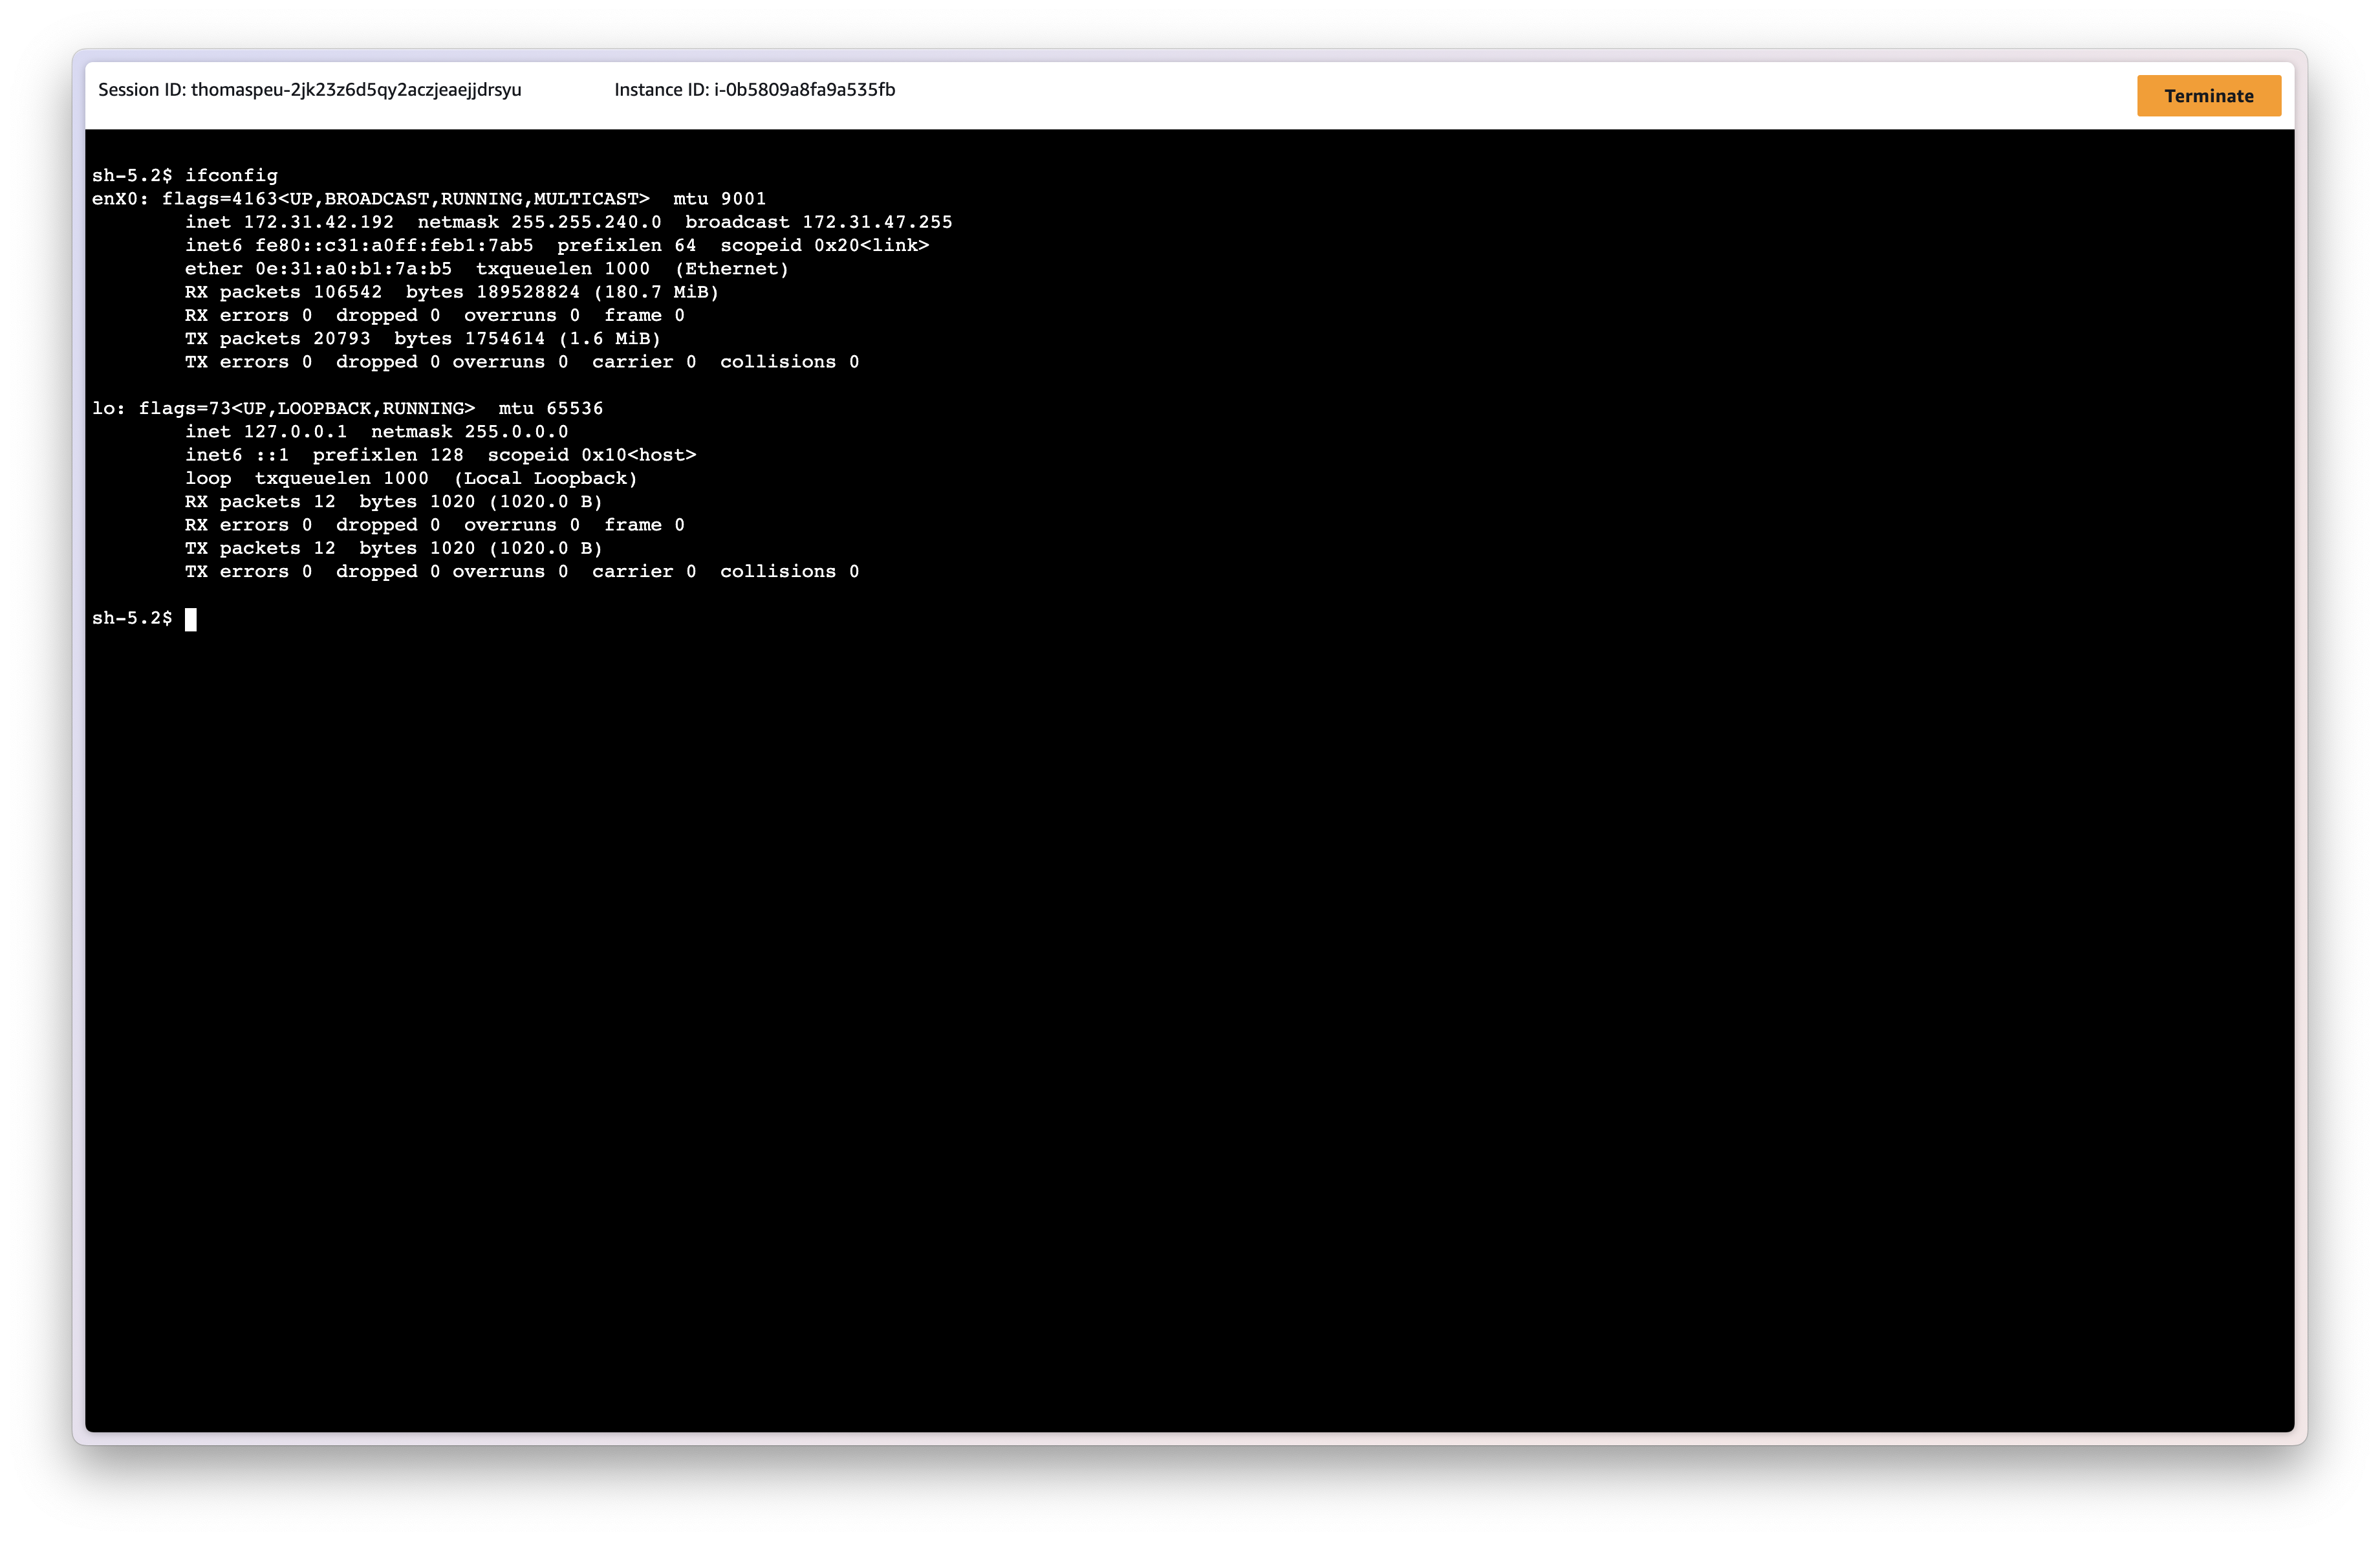 Session ID: thomaspeu-2jk23z6d5qy2aczjeaejjdrsyu Instance ID: i-0b5809a8fa9a535fb Terminate
sh-5.2$ ifconfig
enX0: flags=4163<UP,BROADCAST,RUNNING,MULTICAST>  mtu 9001
        inet 172.31.42.192  netmask 255.255.240.0  broadcast 172.31.47.255
        inet6 fe80::c31:a0ff:feb1:7ab5  prefixlen 64  scopeid 0x20<link>
        ether 0e:31:a0:b1:7a:b5  txqueuelen 1000  (Ethernet)
        RX packets 106542  bytes 189528824 (180.7 MiB)
        RX errors 0  dropped 0  overruns 0  frame 0
        TX packets 20793  bytes 1754614 (1.6 MiB)
        TX errors 0  dropped 0 overruns 0  carrier 0  collisions 0
lo: flags=73<UP,LOOPBACK,RUNNING>  mtu 65536
        inet 127.0.0.1  netmask 255.0.0.0
        inet6 ::1  prefixlen 128  scopeid 0x10<host>
        loop  txqueuelen 1000  (Local Loopback)
        RX packets 12  bytes 1020 (1020.0 B)
        RX errors 0  dropped 0  overruns 0  frame 0
        TX packets 12  bytes 1020 (1020.0 B)
        TX errors 0  dropped 0 overruns 0  carrier 0  collisions 0
sh-5.2$